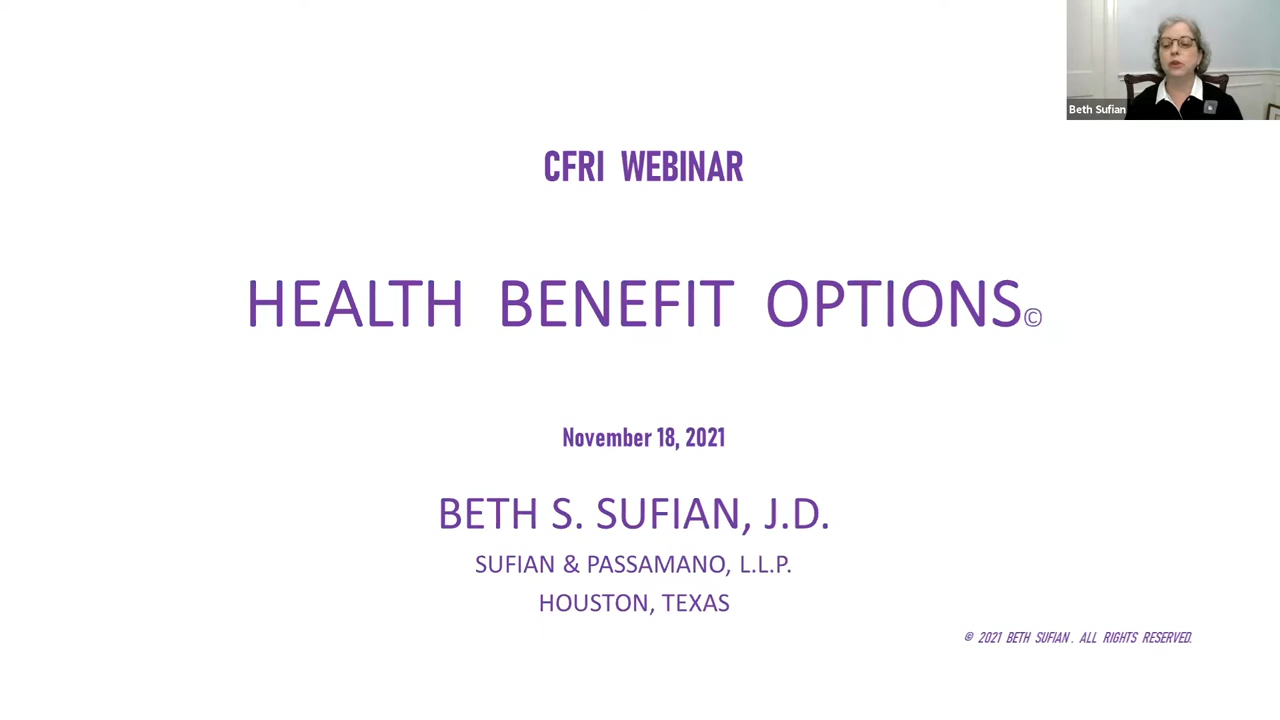 Beth Sufian
CFRI WEBINAR
HEALTH BENEFIT OPTIONS©
November 18, 2021
BETH S. SUFIAN, J.D.
SUFIAN & PASSAMANO, L.L.P.
HOUSTON, TEXAS
© 2021 BETH SUFIAN. ALL RIGHTS RESERVED.